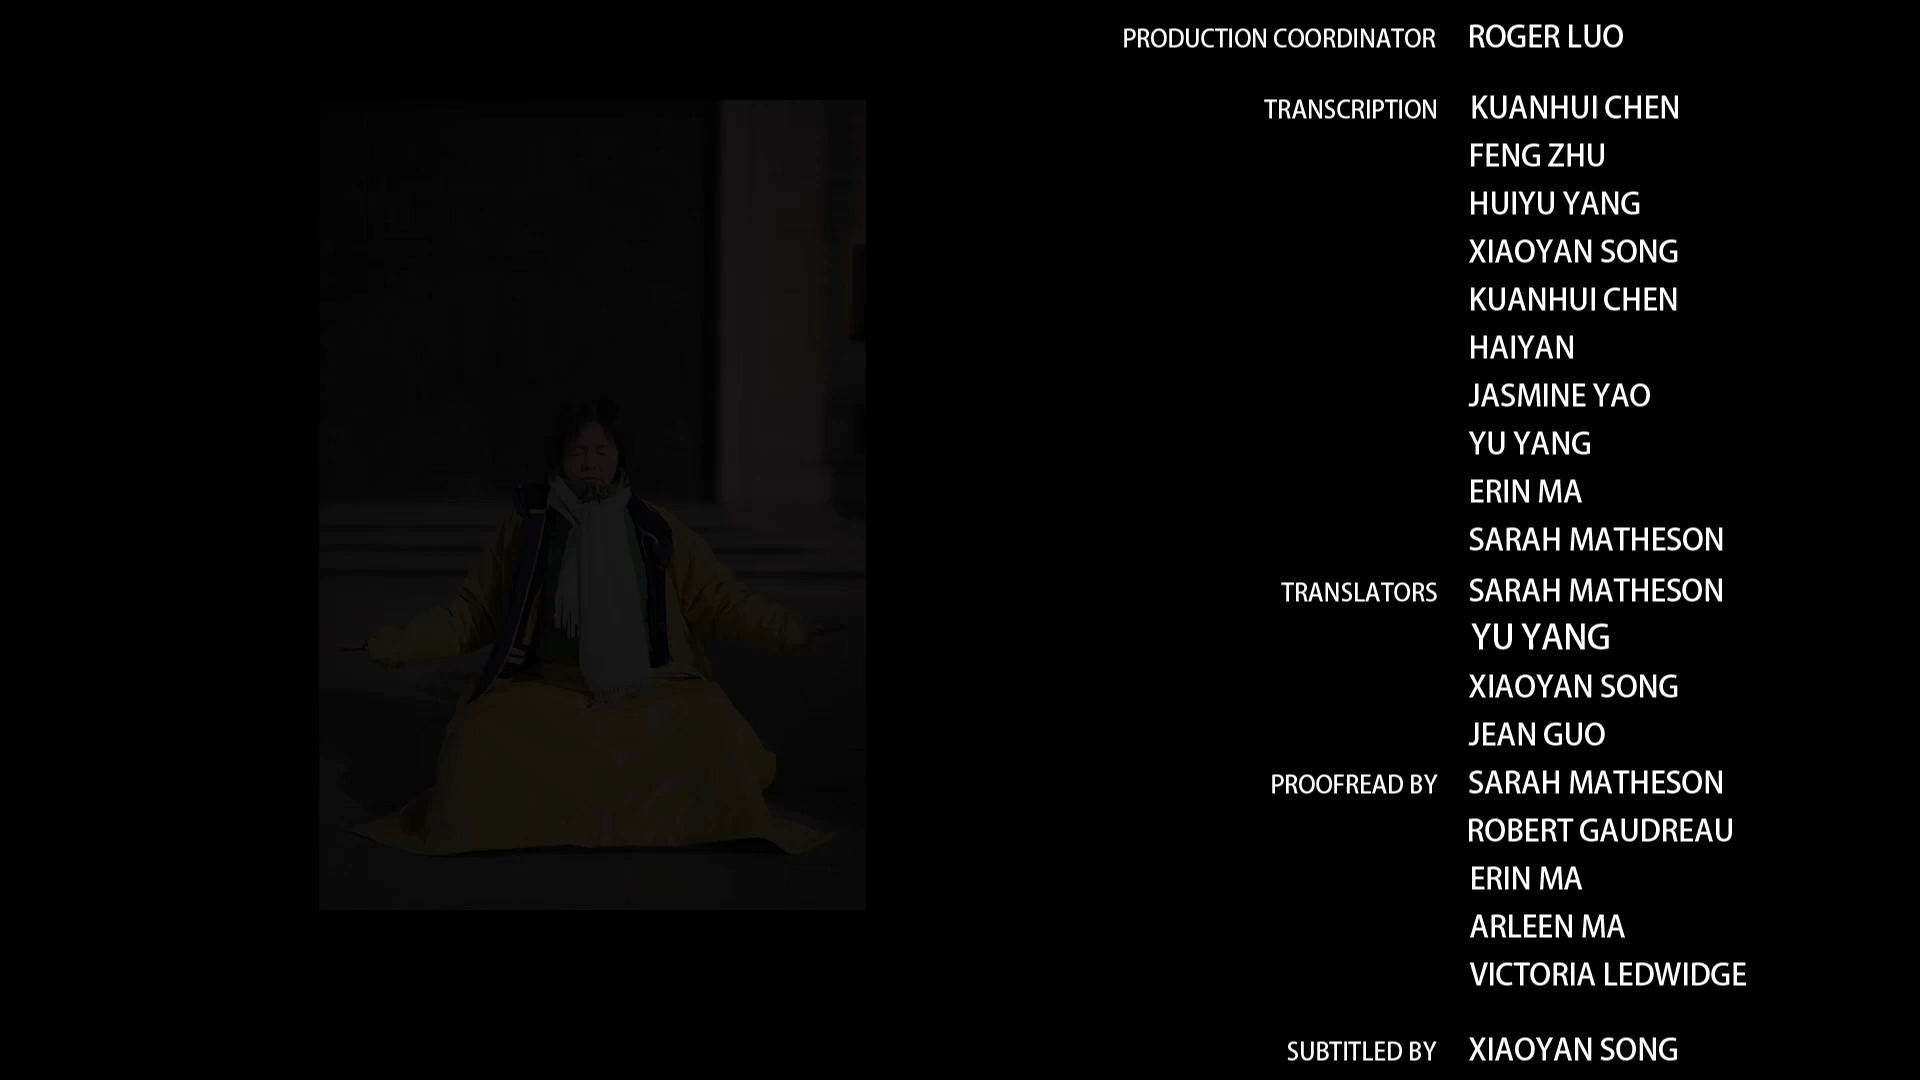 PRODUCTION COORDINATOR ROGER LUO
TRANSCRIPTION KUANHUI CHEN
FENG ZHU
HUIYU YANG
XIAOYAN SONG
KUANHUI CHEN
HAIYAN
JASMINE YAO
YU YANG
ERIN MA
SARAH MATHESON
TRANSLATORS SARAH MATHESON
YU YANG
XIAOYAN SONG
JEAN GUO
PROOFREAD BY SARAH MATHESON
ROBERT GAUDREAU
ERIN MA
ARLEEN MA
VICTORIA LEDWIDGE
SUBTITLED BY XIAOYAN SONG